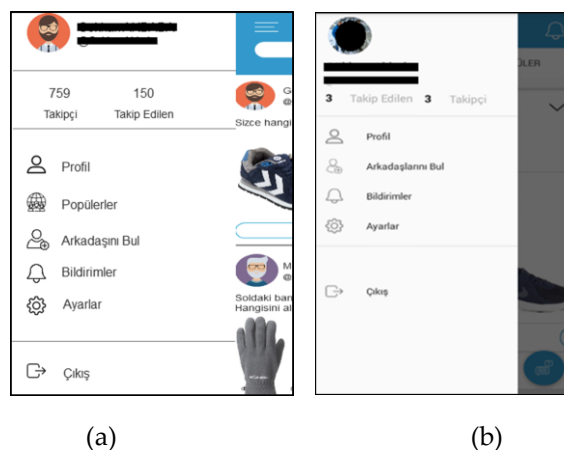 759
150
Takipçi
Takip Edilen
Profil
Popülerler
Arkadaşını Bul
Bildirimler
Ayarlar
Çıkış
G
@
Sizce hangi
M
@
Soldaki ban
Hangisini al
(a)
ÜLER
3 Takip Edilen 3 Takipçi
Profil
Arkadaşlarını Bul
Bildirimler
Ayarlar
Çıkış
(b)